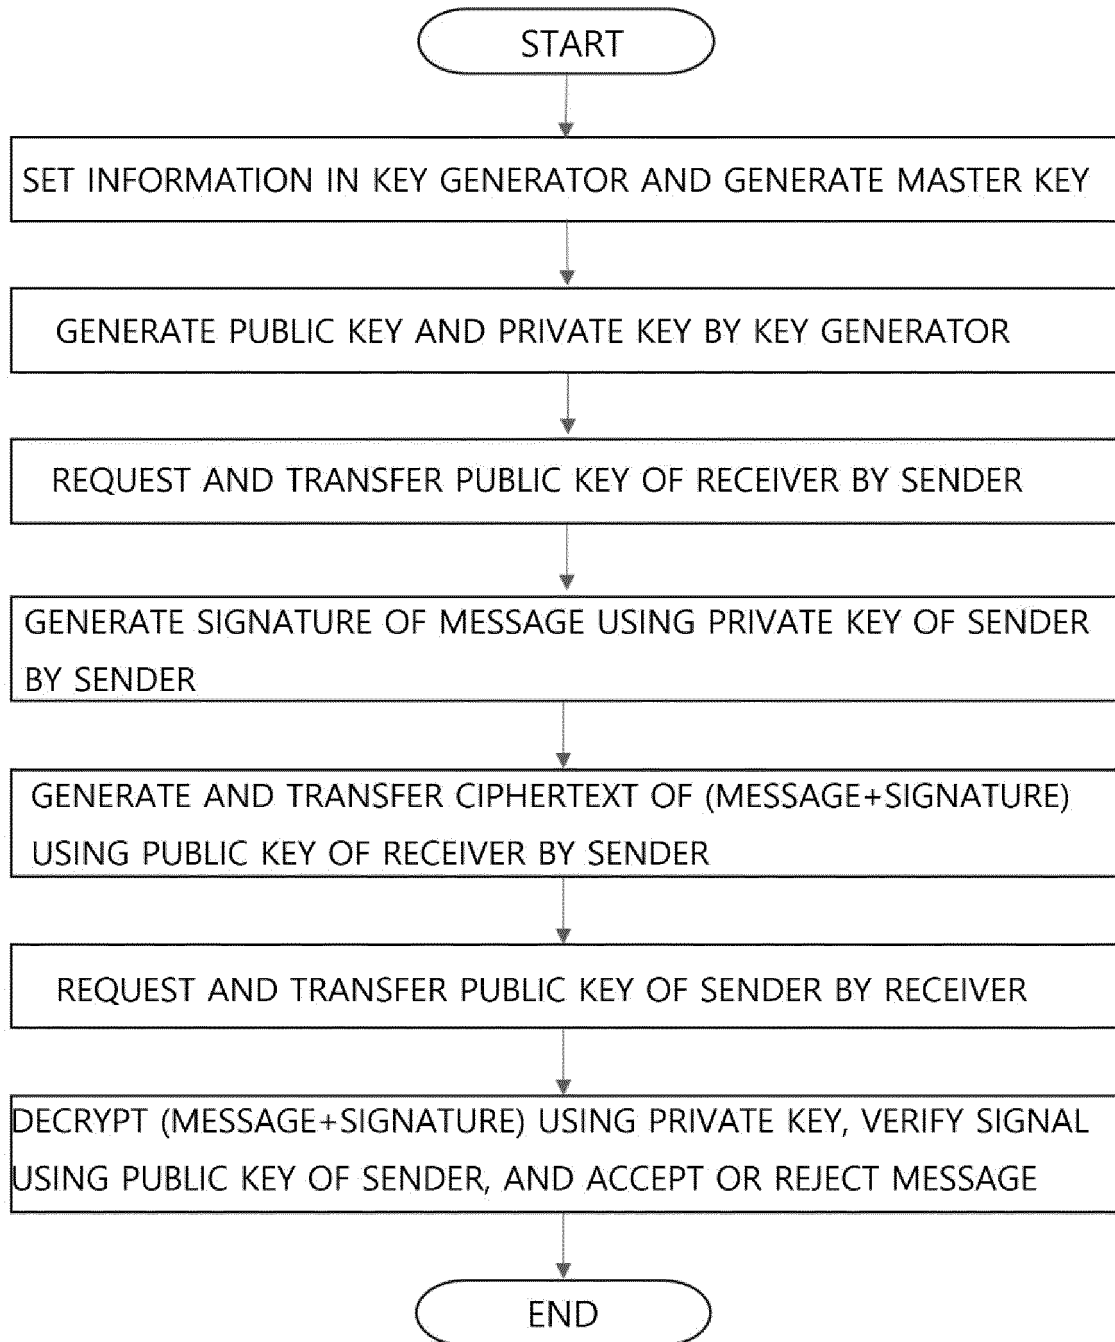 START
SET INFORMATION IN KEY GENERATOR AND GENERATE MASTER KEY
GENERATE PUBLIC KEY AND PRIVATE KEY BY KEY GENERATOR
REQUEST AND TRANSFER PUBLIC KEY OF RECEIVER BY SENDER
GENERATE SIGNATURE OF MESSAGE USING PRIVATE KEY OF SENDER
BY SENDER
GENERATE AND TRANSFER CIPHERTEXT OF (MESSAGE+SIGNATURE)
USING PUBLIC KEY OF RECEIVER BY SENDER
REQUEST AND TRANSFER PUBLIC KEY OF SENDER BY RECEIVER
DECRYPT (MESSAGE+SIGNATURE) USING PRIVATE KEY, VERIFY SIGNAL
USING PUBLIC KEY OF SENDER, AND ACCEPT OR REJECT MESSAGE
END